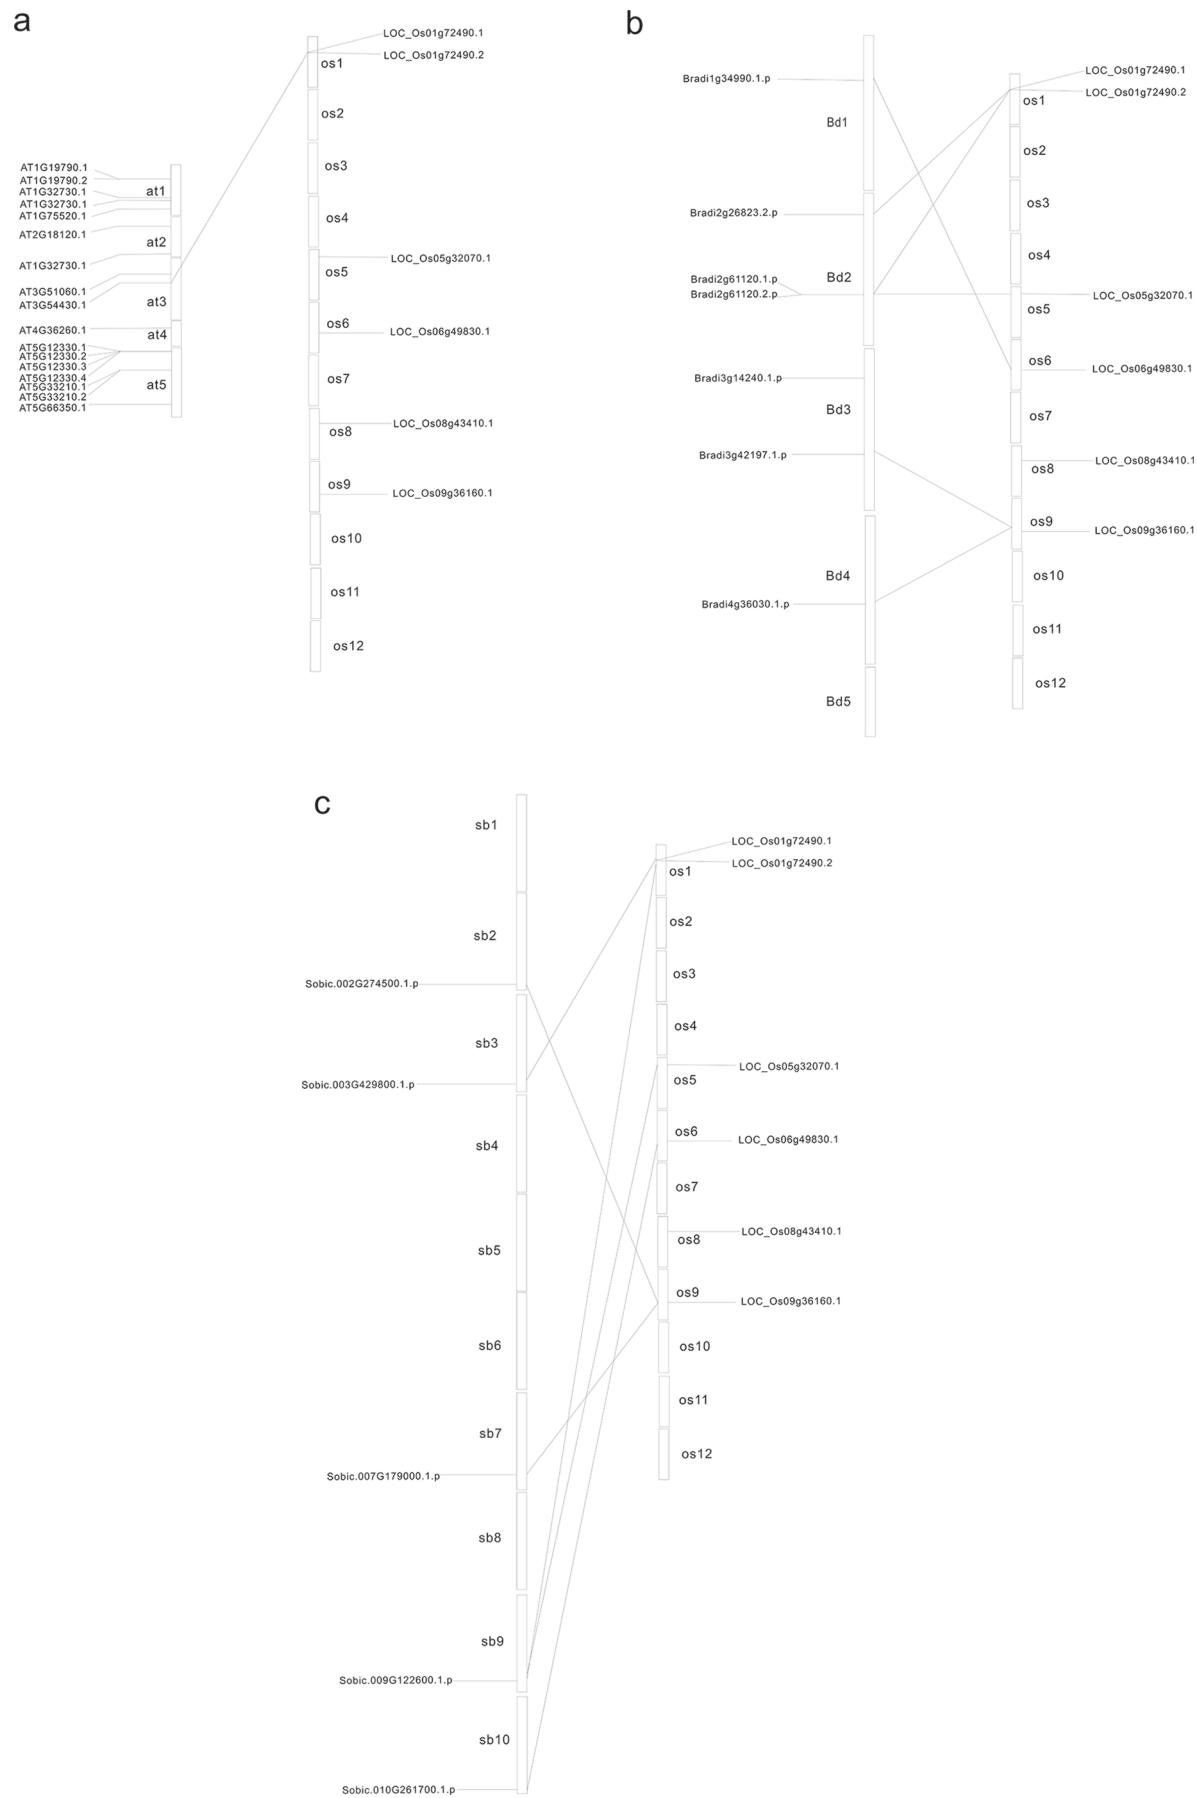 a
LOC_Os01g72490.1
LOC_Os01g72490.2
os1
os2
os3
os4
os5
LOC_Os05g32070.1
os6
LOC_Os06g49830.1
os7
os8
LOC_Os08g43410.1
os9
LOC_Os09g36160.1
os10
os11
os12
AT1G19790.1
AT1G19790.2
AT1G32730.1
AT1G32730.1
AT1G75520.1
AT2G18120.1
AT1G32730.1
AT3G51060.1
AT3G54430.1
AT4G36260.1
AT5G12330.1
AT5G12330.2
AT5G12330.3
AT5G12330.4
AT5G33210.1
AT5G33210.2
AT5G66350.1
at1
at2
at3
at4
at5
b
Bradi1g34990.1.p
Bradi2g26823.2.p
Bradi2g61120.1.p
Bradi2g61120.2.p
Bradi3g14240.1.p
Bradi3g42197.1.p
Bradi4g36030.1.p
Bd1
Bd2
Bd3
Bd4
Bd5
LOC_Os01g72490.1
LOC_Os01g72490.2
os1
os2
os3
os4
LOC_Os05g32070.1
os5
os6
LOC_Os06g49830.1
os7
LOC_Os08g43410.1
os8
os9
LOC_Os09g36160.1
os10
os11
os12
c
sb1
sb2
Sobic.002G274500.1.p
sb3
Sobic.003G429800.1.p
sb4
sb5
sb6
sb7
Sobic.007G179000.1.p
sb8
sb9
Sobic.009G122600.1.p
sb10
Sobic.010G261700.1.p
LOC_Os01g72490.1
LOC_Os01g72490.2
os1
os2
os3
os4
LOC_Os05g32070.1
os5
os6
LOC_Os06g49830.1
os7
LOC_Os08g43410.1
os8
os9
LOC_Os09g36160.1
os10
os11
os12